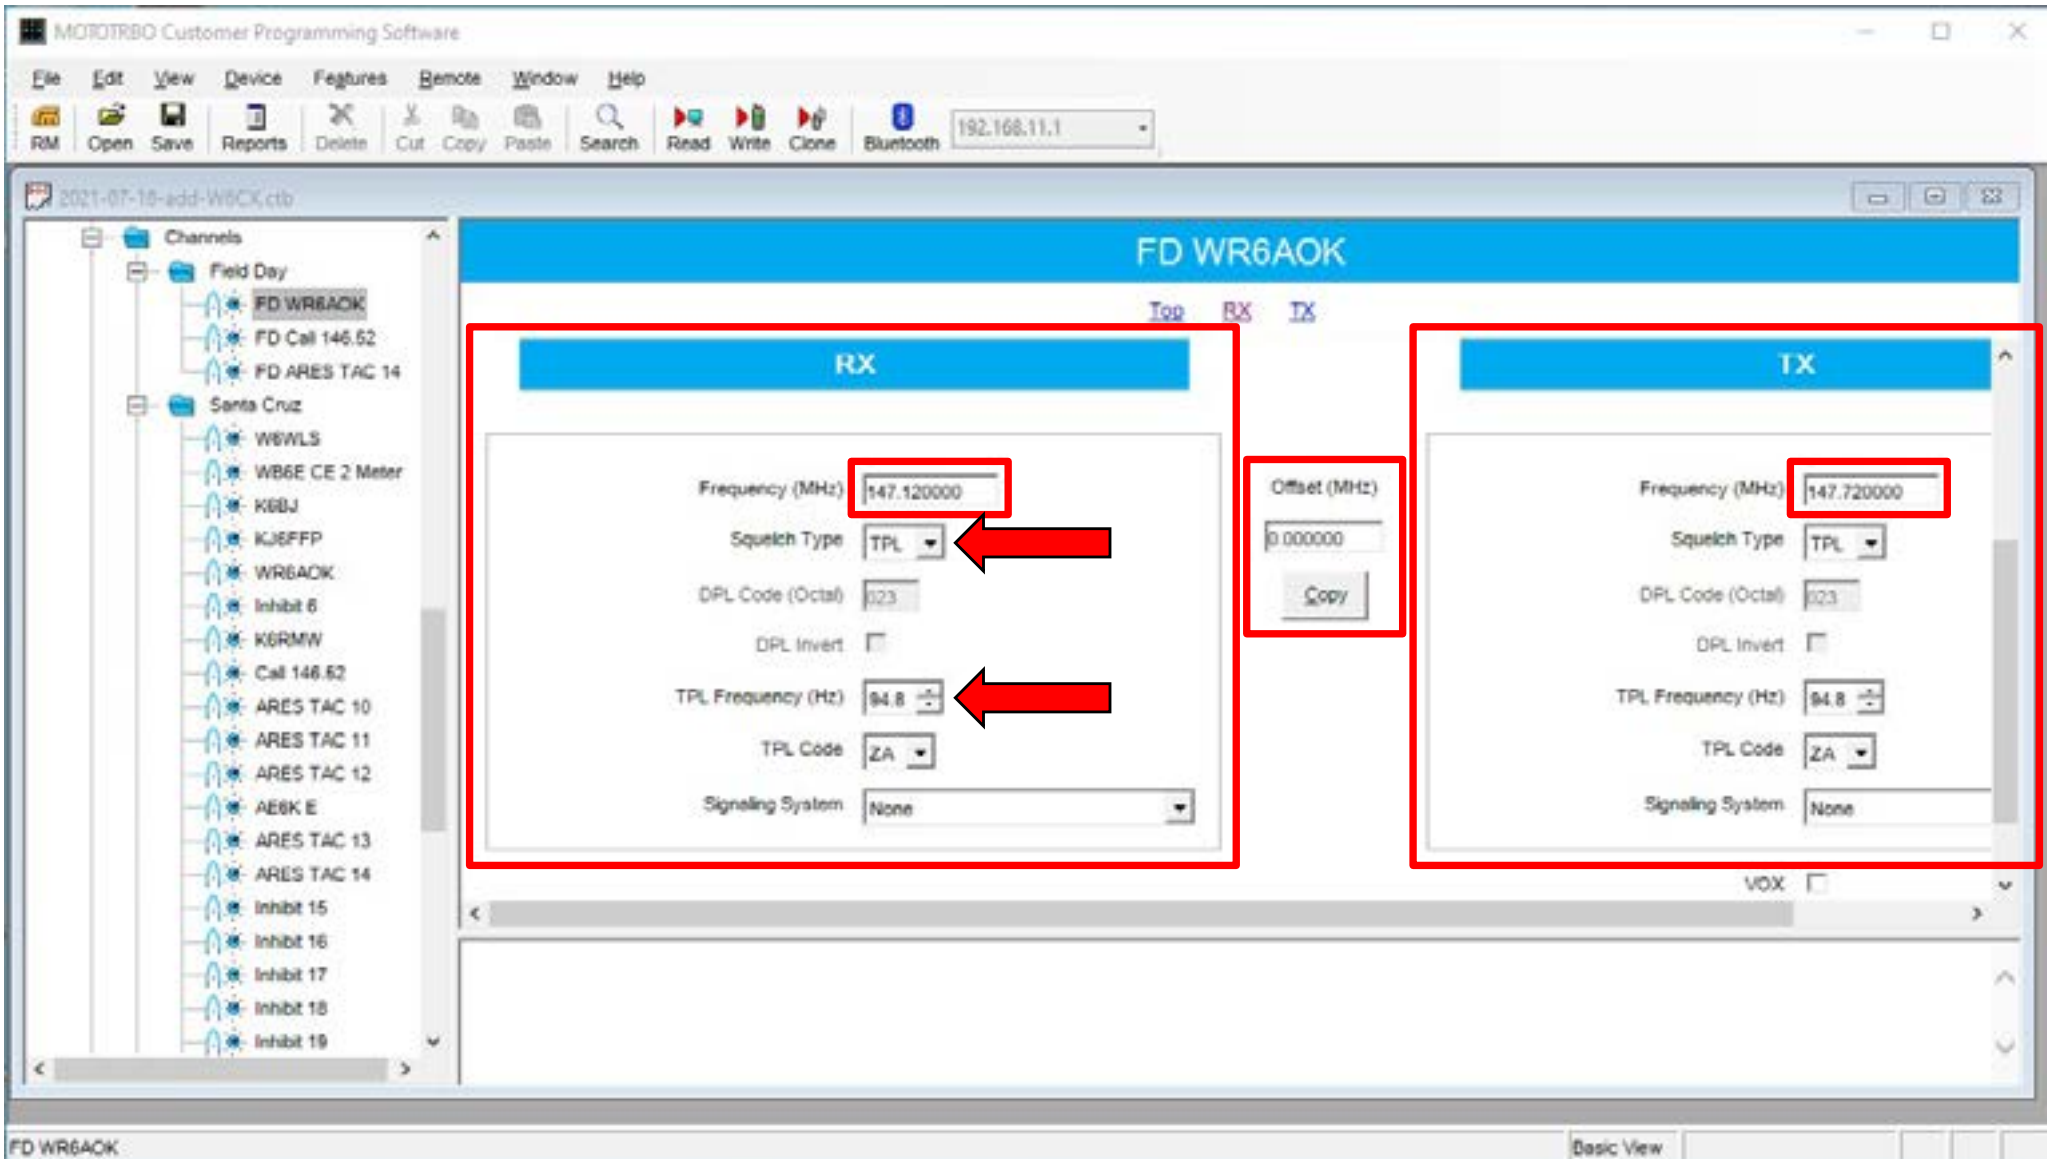 MOTOTRBO Customer Programming Software
File Edit View Device Features Remote Window Help
RM Open Save Reports Delete Cut Copy Paste Search Read Write Clone Bluetooth 192.168.11.1
2021-07-18-add-W6CX.ctb
Channels
Field Day
FD WR6AOK
FD Call 146.52
FD ARES TAC 14
Santa Cruz
W6WLS
WB6E CE 2 Meter
K6BJ
KJ6FFP
WR6AOK
Inhibit 6
K6RMW
Call 146.52
ARES TAC 10
ARES TAC 11
ARES TAC 12
AE6K E
ARES TAC 13
ARES TAC 14
Inhibit 15
Inhibit 16
Inhibit 17
Inhibit 18
Inhibit 19
FD WR6AOK
Top RX TX
RX
Frequency (MHz) 147.120000
Squelch Type TPL
DPL Code (Octal) 023
DPL Invert
TPL Frequency (Hz) 94.8
TPL Code ZA
Signaling System None
Offset (MHz)
0.000000
Copy
TX
Frequency (MHz) 147.720000
Squelch Type TPL
DPL Code (Octal) 023
DPL Invert
TPL Frequency (Hz) 94.8
TPL Code ZA
Signaling System None
VOX
FD WR6AOK
Basic View